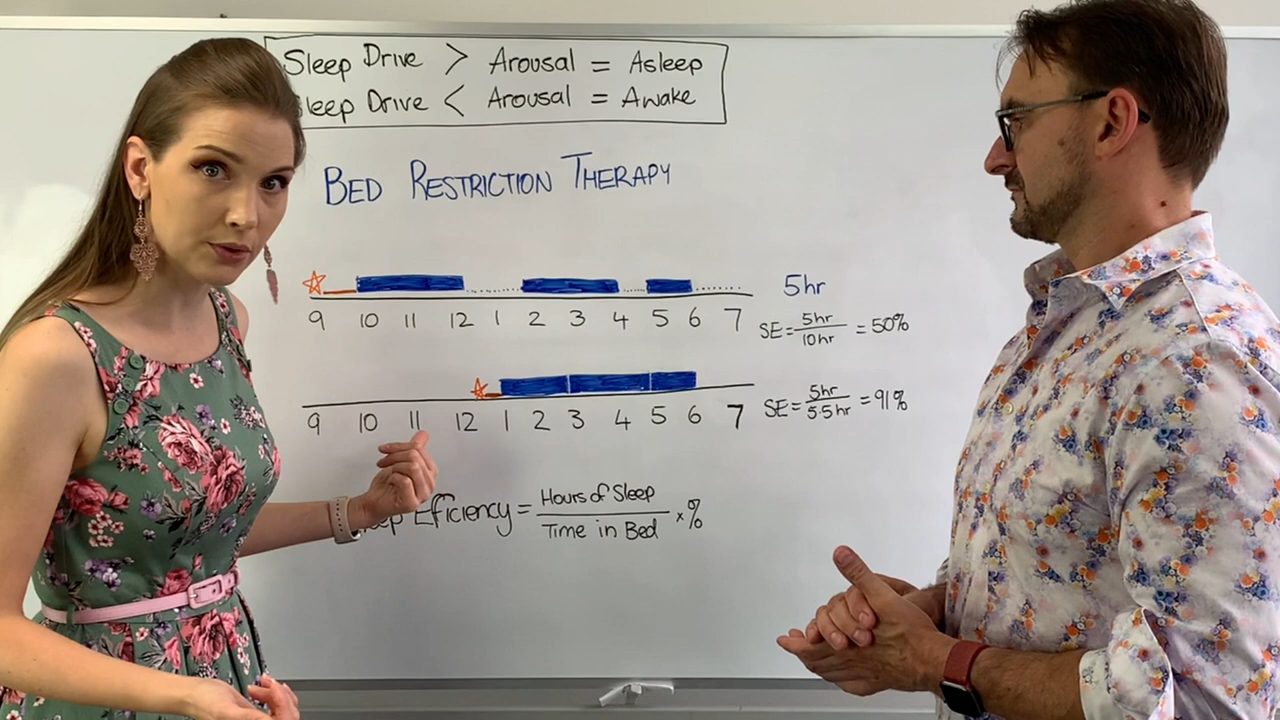 Sleep Drive > Arousal = Asleep
leep Drive < Arousal = Awake
BED RESTRICTION THERAPY
5hr
9 10 11 12 1 2 3 4 5 6 7
SE = 5hr / 10hr = 50%
9 10 11 12 1 2 3 4 5 6 7
SE = 5hr / 5.5hr = 91%
ep Efficiency = Hours of Sleep / Time in Bed × %